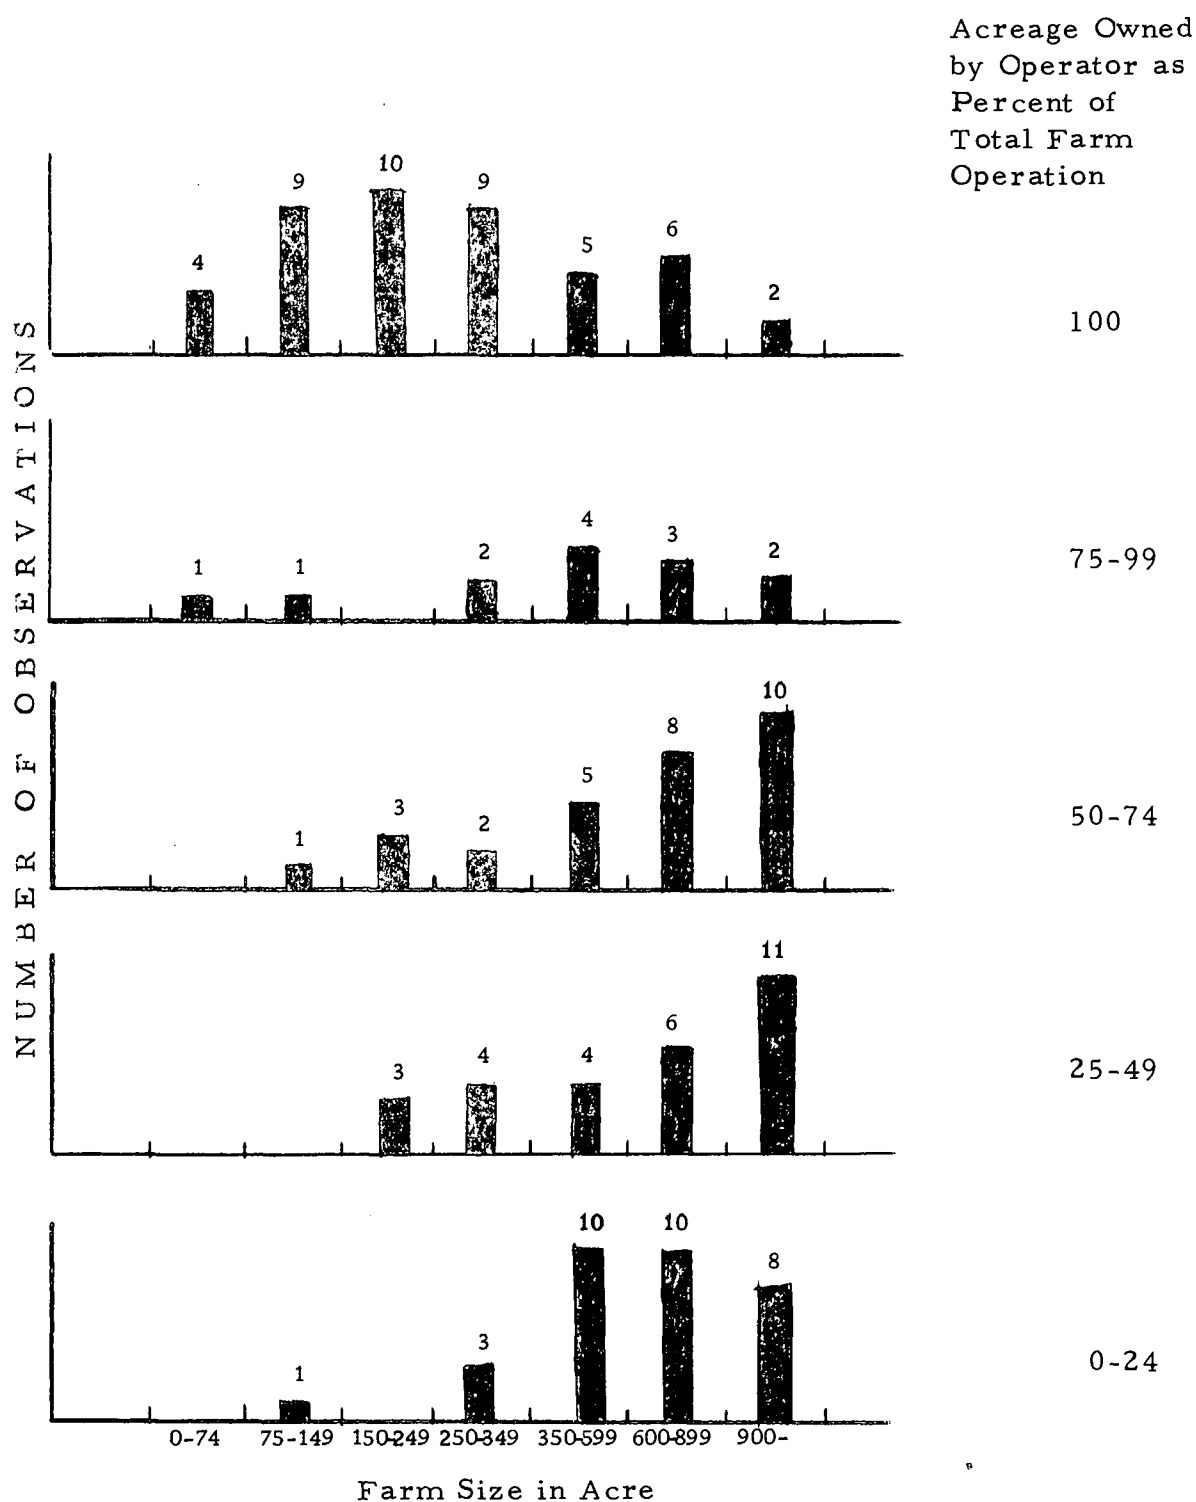 Acreage Owned
by Operator as
Percent of
Total Farm
Operation
NUMBER OF OBSERVATIONS
4 9 10 9 5 6 2
100
1 1 2 4 3 2
75-99
1 3 2 5 8 10
50-74
3 4 4 6 11
25-49
1 3 10 10 8
0-24
0-74 75-149 150-249 250-349 350-599 600-899 900-
Farm Size in Acre